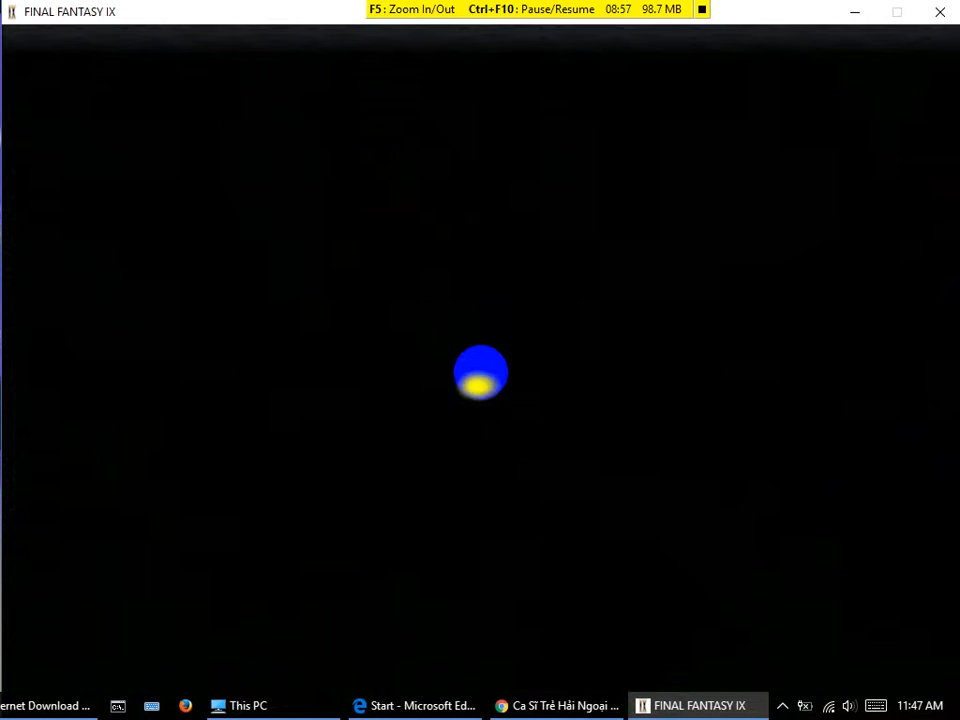 FINAL FANTASY IX
F5: Zoom In/Out Ctrl+F10: Pause/Resume 08:57 98.7 MB
ernet Download ...
This PC
Start - Microsoft Ed...
Ca Sĩ Trẻ Hải Ngoại ...
FINAL FANTASY IX
11:47 AM